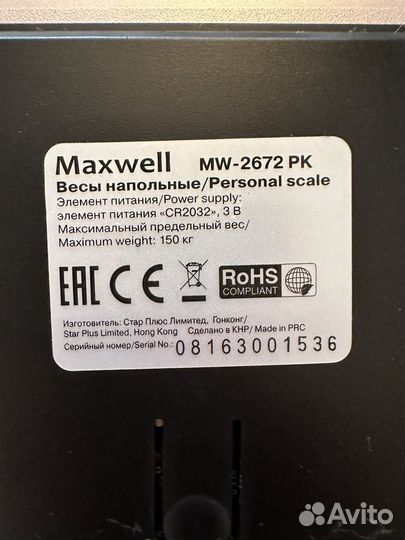 Maxwell MW-2672 PK
Весы напольные/Personal scale
Элемент питания/Power supply:
элемент питания «CR2032», 3 В
Максимальный предельный вес/
Maximum weight: 150 кг
EAC CE RoHS
COMPLIANT
Изготовитель: Стар Плюс Лимитед, Гонконг/
Star Plus Limited, Hong Kong Сделано в КНР/Made in PRC
Серийный номер/Serial No.: 08163001536
Avito